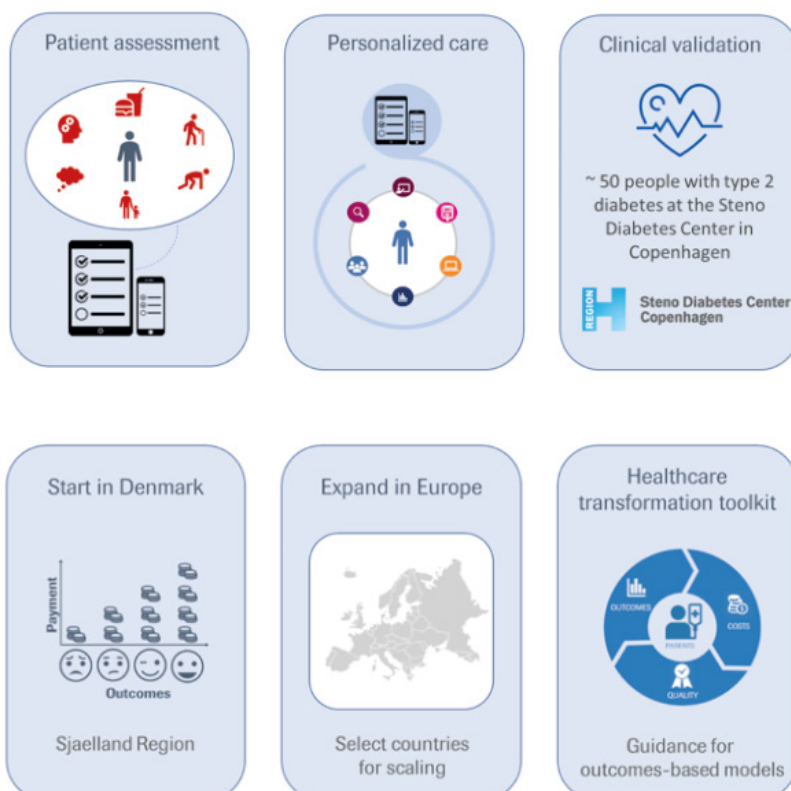 Patient assessment
Personalized care
Clinical validation
~ 50 people with type 2
diabetes at the Steno
Diabetes Center in
Copenhagen
REGION
H
Steno Diabetes Center
Copenhagen
Start in Denmark
Payment
Outcomes
Sjaelland Region
Expand in Europe
Select countries
for scaling
Healthcare
transformation toolkit
OUTCOMES
COSTS
PATIENTS
QUALITY
Guidance for
outcomes-based models